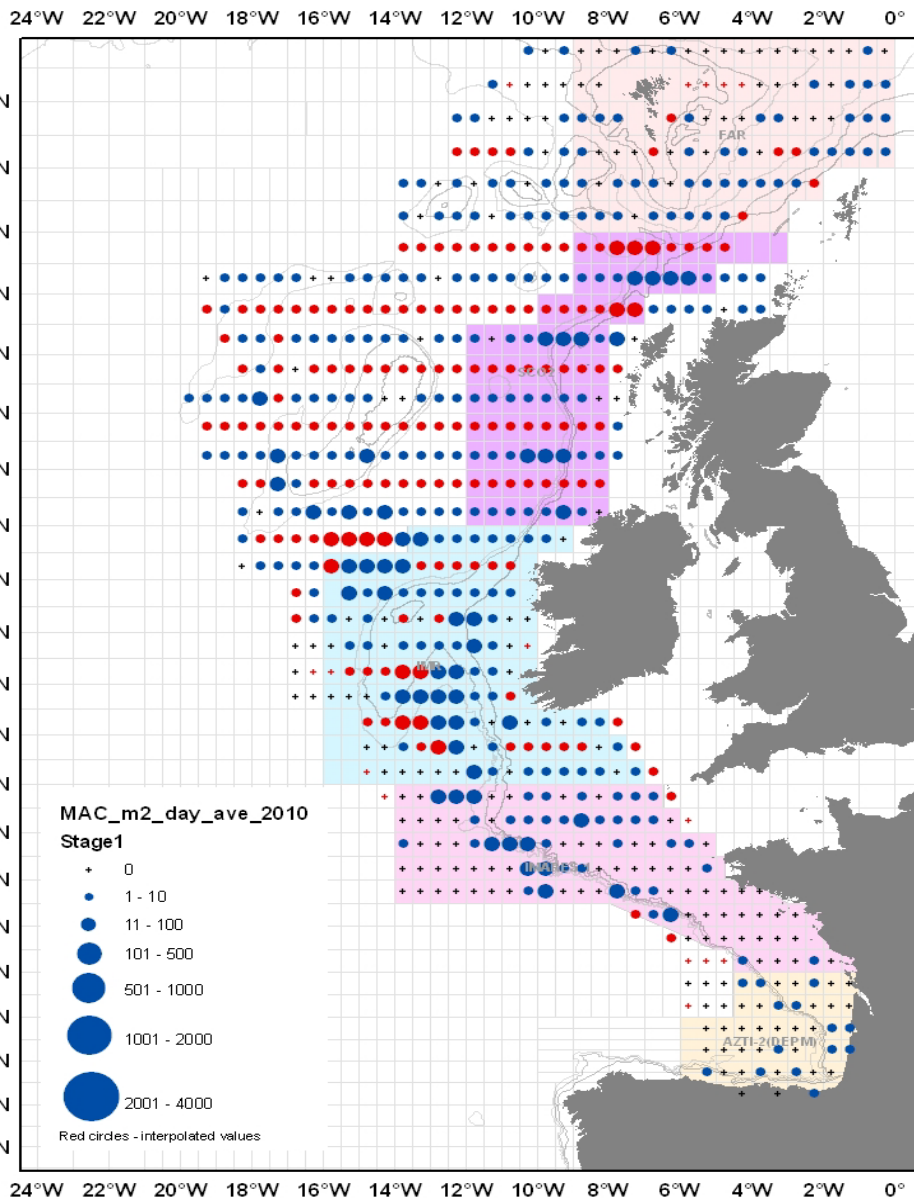 24°W 22°W 20°W 18°W 16°W 14°W 12°W 10°W 8°W 6°W 4°W 2°W 0°
N
N
FAR
N
N
N
N
N
SCO2
N
N
N
N
N
IMR
N
N
MAC_m2_day_ave_2010
Stage1
N
0
N
1 - 10
11 - 100
101 - 500
N
501 - 1000
N
1001 - 2000
AZTI-2(DEPM)
N
2001 - 4000
N
Red circles - interpolated values
N
24°W 22°W 20°W 18°W 16°W 14°W 12°W 10°W 8°W 6°W 4°W 2°W 0°